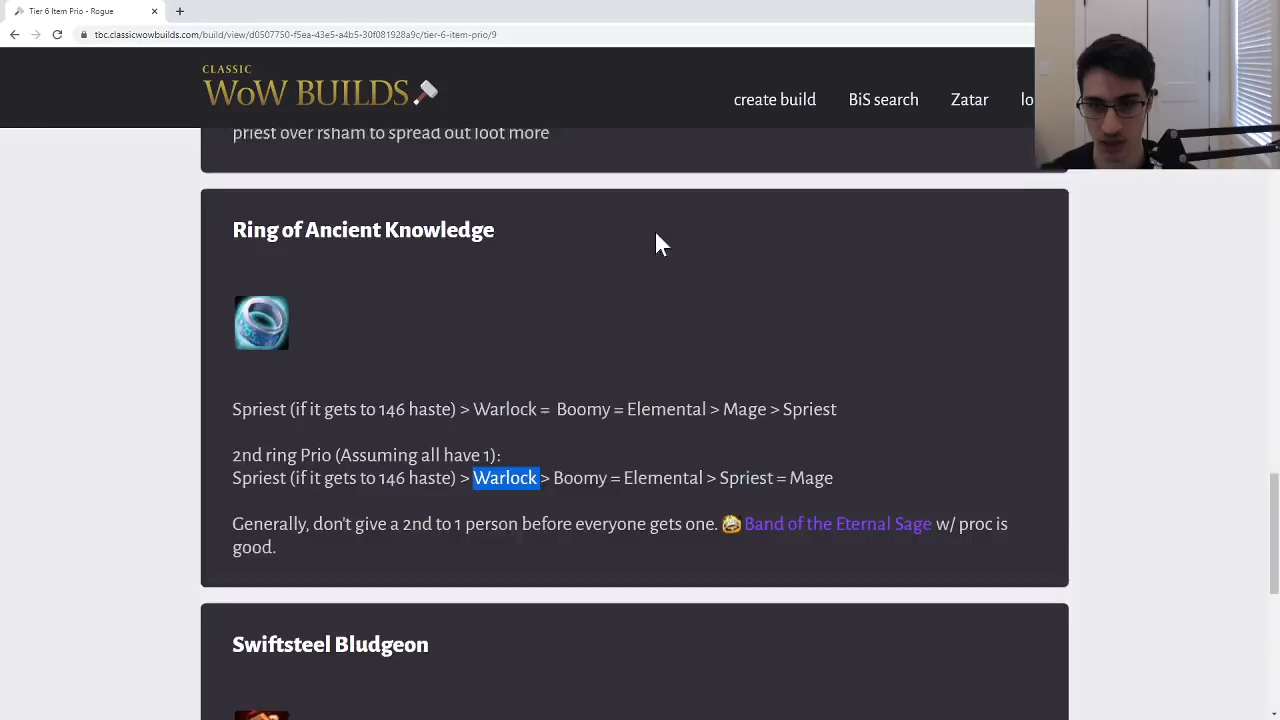 Tier 6 Item Prio - Rogue
tbc.classicwowbuilds.com/build/view/d0507750-f5ea-43e5-a4b5-30f081928a9c/tier-6-item-prio/9
CLASSIC
WoW BUILDS
create build
BiS search
Zatar
lo
priest over rsham to spread out loot more
Ring of Ancient Knowledge
Spriest (if it gets to 146 haste) > Warlock = Boomy = Elemental > Mage > Spriest
2nd ring Prio (Assuming all have 1):
Spriest (if it gets to 146 haste) > Warlock > Boomy = Elemental > Spriest = Mage
Generally, don't give a 2nd to 1 person before everyone gets one. Band of the Eternal Sage w/ proc is
good.
Swiftsteel Bludgeon